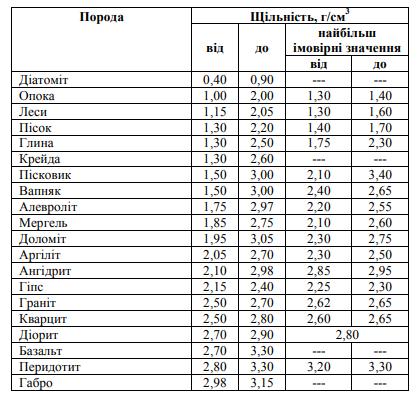 Порода Щільність, г/см³
від до найбільш імовірні значення
від до
Діатоміт 0,40 0,90 --- ---
Опока 1,00 2,00 1,30 1,40
Леси 1,15 2,05 1,30 1,60
Пісок 1,30 2,20 1,40 1,70
Глина 1,30 2,50 1,75 2,30
Крейда 1,30 2,60 --- ---
Пісковик 1,50 3,00 2,10 3,40
Вапняк 1,50 3,00 2,40 2,65
Алевроліт 1,75 2,97 2,20 2,55
Мергель 1,85 2,75 2,10 2,60
Доломіт 1,95 3,05 2,30 2,75
Аргіліт 2,05 2,70 2,30 2,50
Ангідрит 2,10 2,98 2,85 2,95
Гіпс 2,15 2,40 2,25 2,30
Граніт 2,50 2,70 2,62 2,65
Кварцит 2,50 2,80 2,60 2,65
Діорит 2,70 2,90 2,80
Базальт 2,70 3,30 --- ---
Перидотит 2,80 3,30 3,20 3,30
Габро 2,98 3,15 --- ---